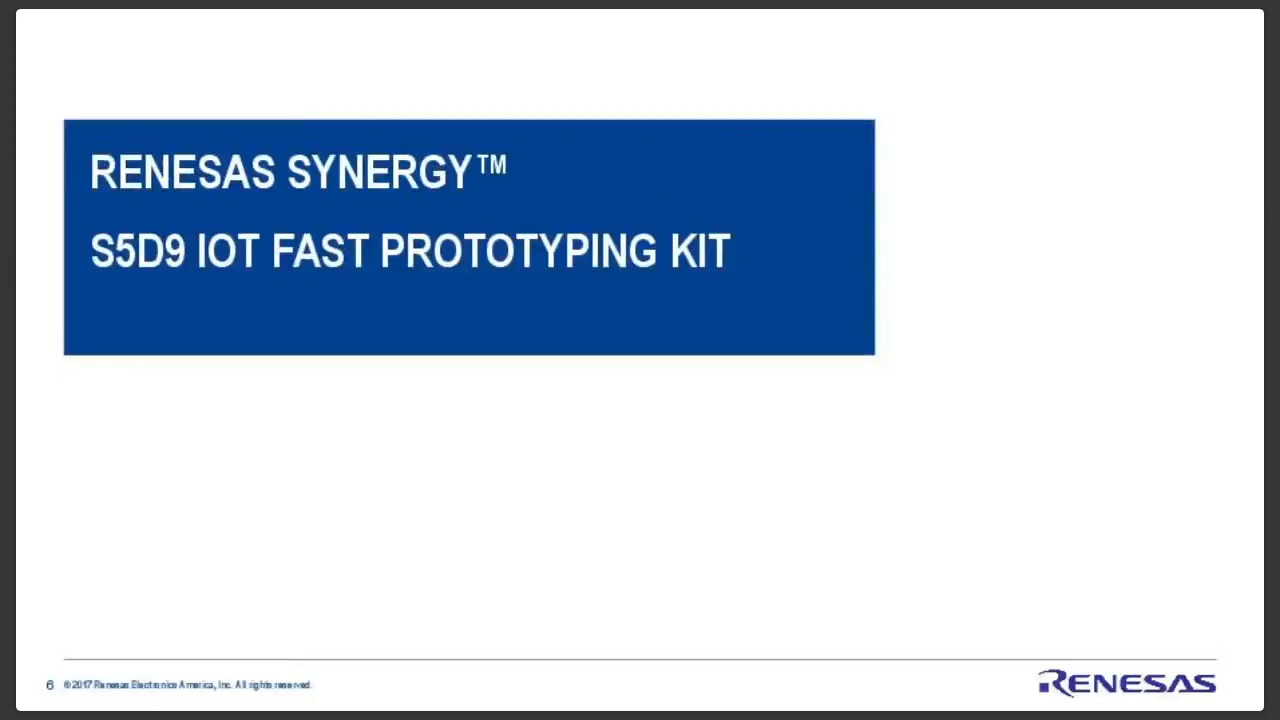 RENESAS SYNERGY™
S5D9 IOT FAST PROTOTYPING KIT
6 © 2017 Renesas Electronics America, Inc. All rights reserved.
RENESAS